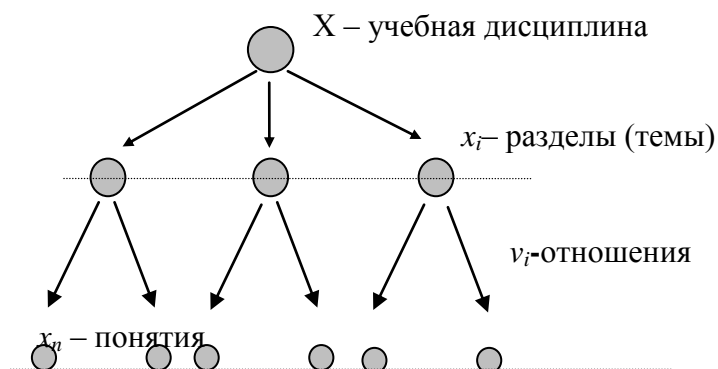 X – учебная дисциплина
xᵢ– разделы (темы)
vᵢ-отношения
xₙ – понятия